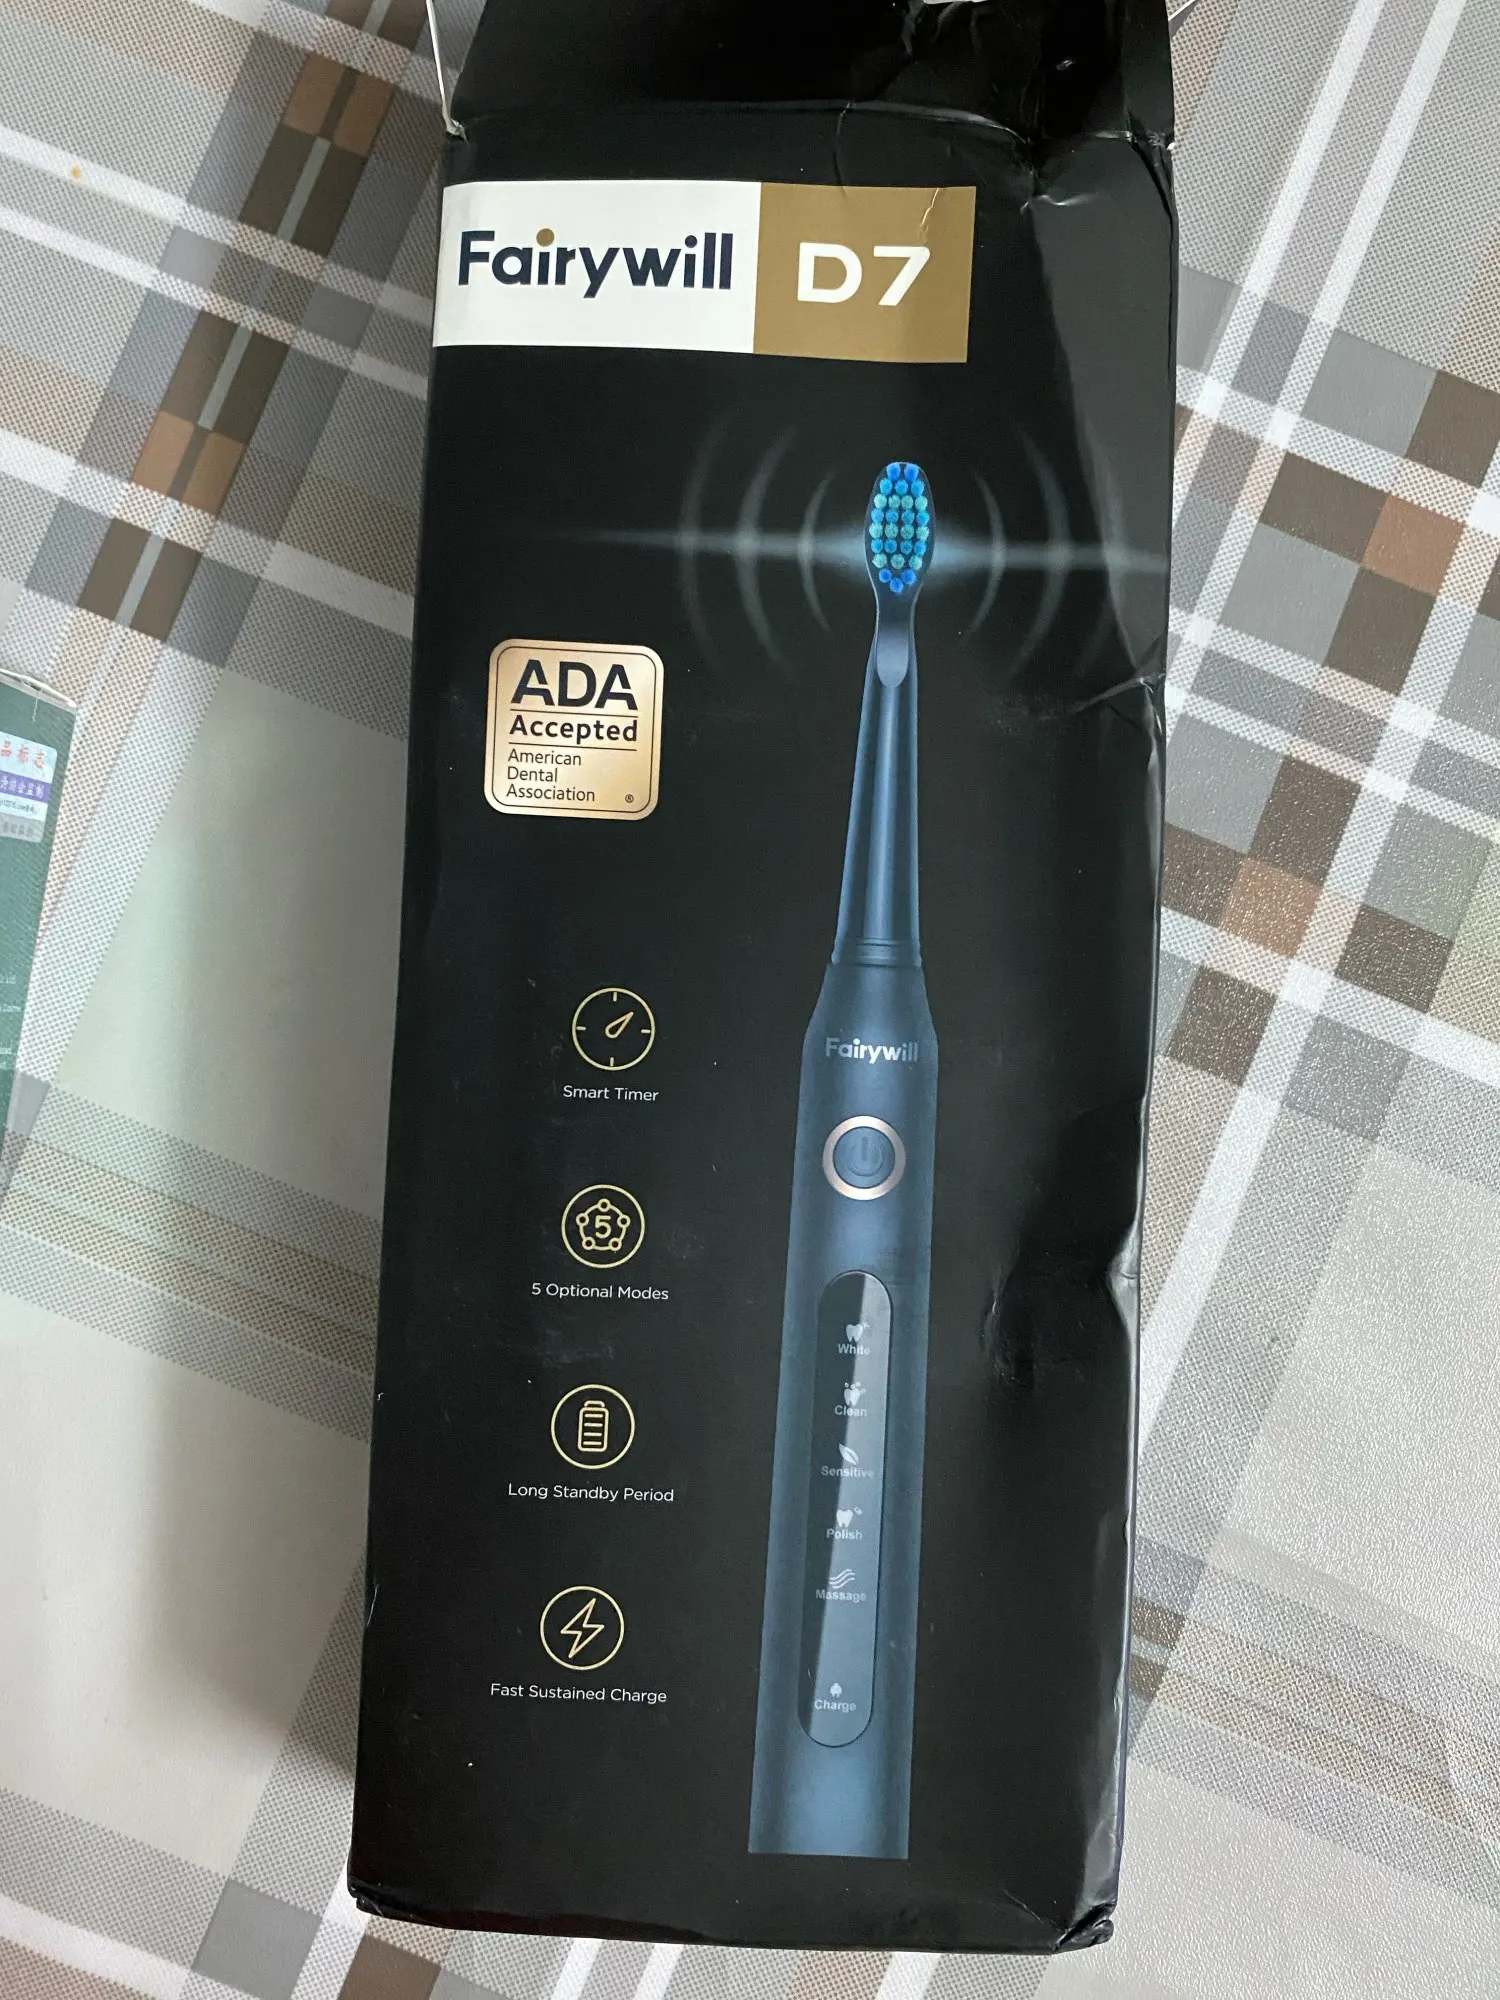 Fairywill D7
ADA
Accepted
American
Dental
Association ®
Smart Timer
5
5 Optional Modes
Long Standby Period
Fast Sustained Charge
Fairywill
White
Clean
Sensitive
Polish
Massage
Charge